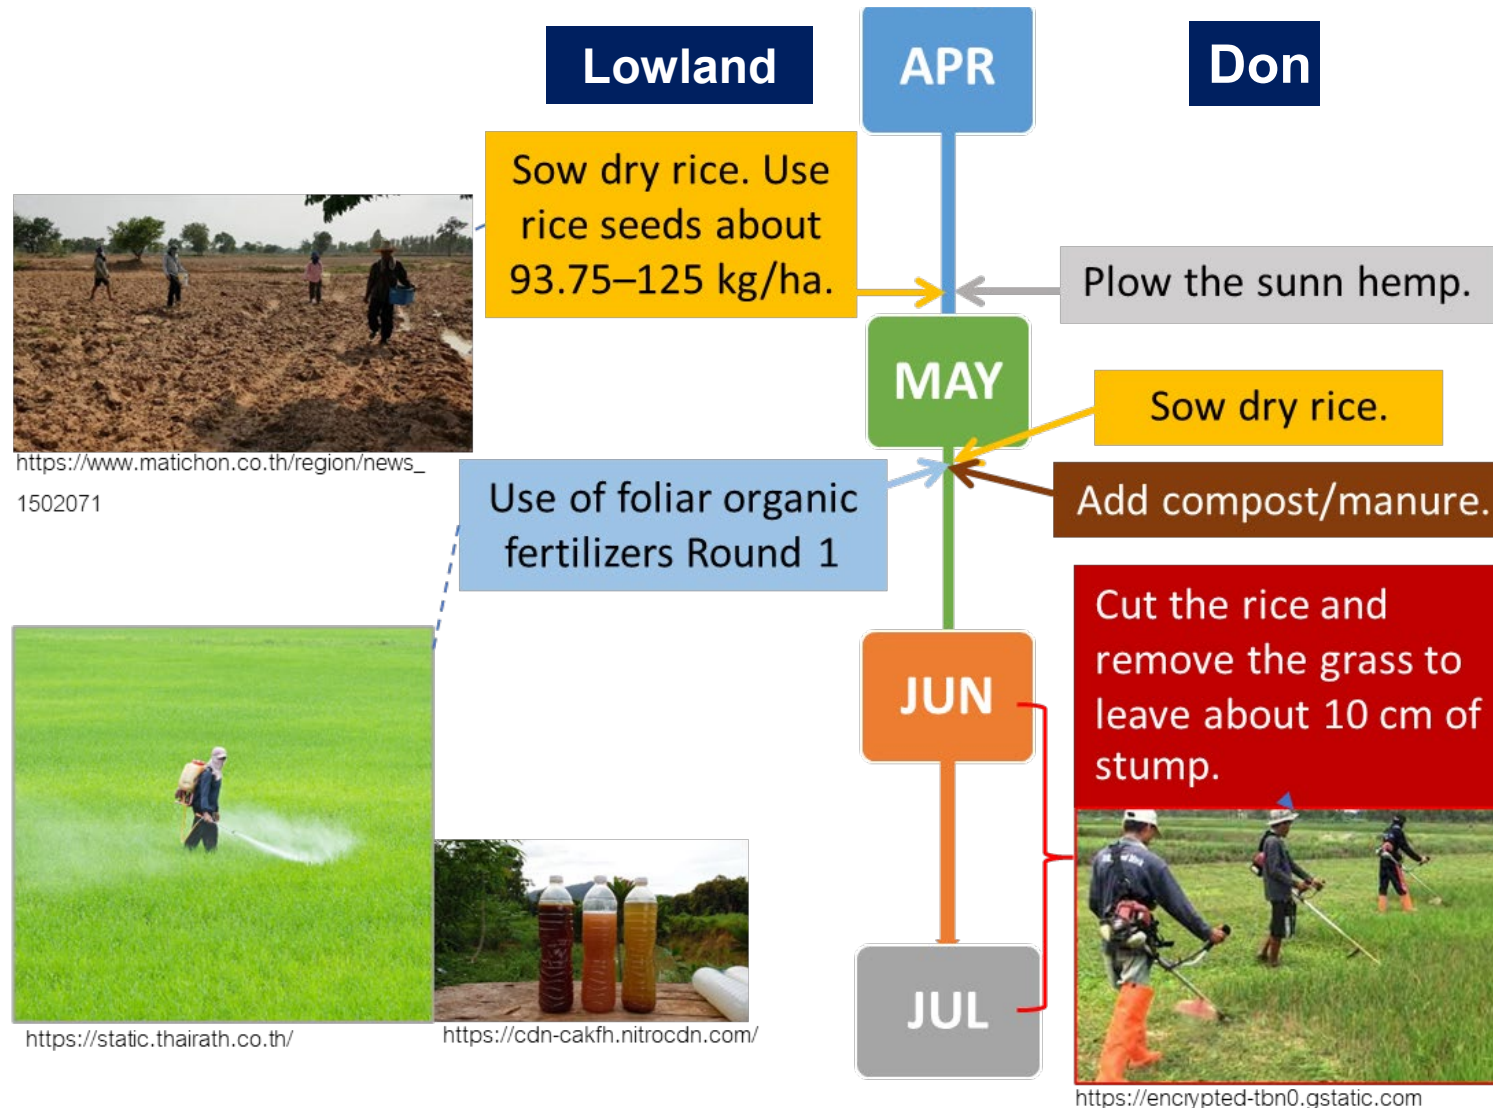 Lowland
APR
Don
Sow dry rice. Use
rice seeds about
93.75–125 kg/ha.
Plow the sunn hemp.
MAY
Sow dry rice.
https://www.matichon.co.th/region/news_
1502071
Use of foliar organic
fertilizers Round 1
Add compost/manure.
Cut the rice and
remove the grass to
leave about 10 cm of
stump.
JUN
JUL
https://static.thairath.co.th/
https://cdn-cakfh.nitrocdn.com/
https://encrypted-tbn0.gstatic.com